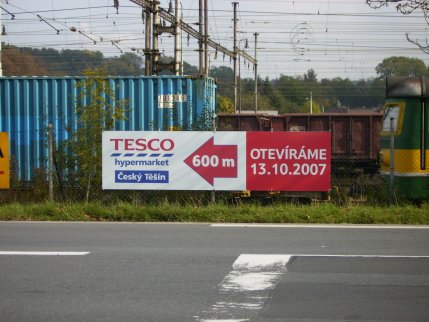 TESCO
hypermarket
Český Těšín
600 m
OTEVÍRÁME
13.10.2007